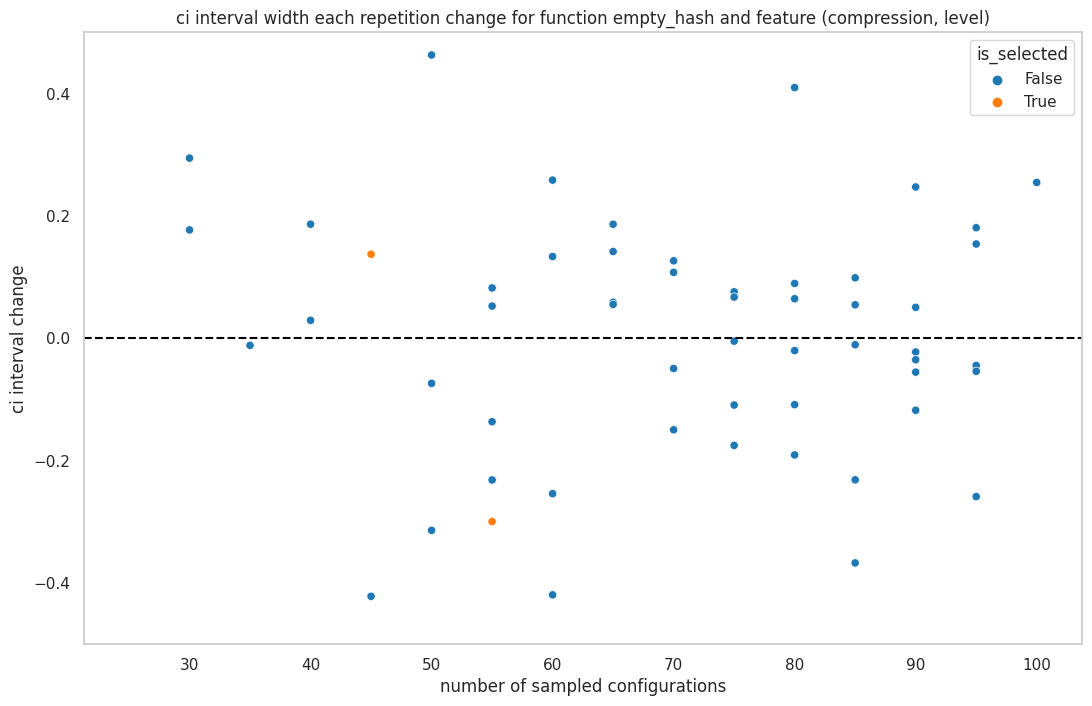 ci interval width each repetition change for function empty_hash and feature (compression, level)
is_selected
False
True
ci interval change
0.4
0.2
0.0
−0.2
−0.4
30 40 50 60 70 80 90 100
number of sampled configurations